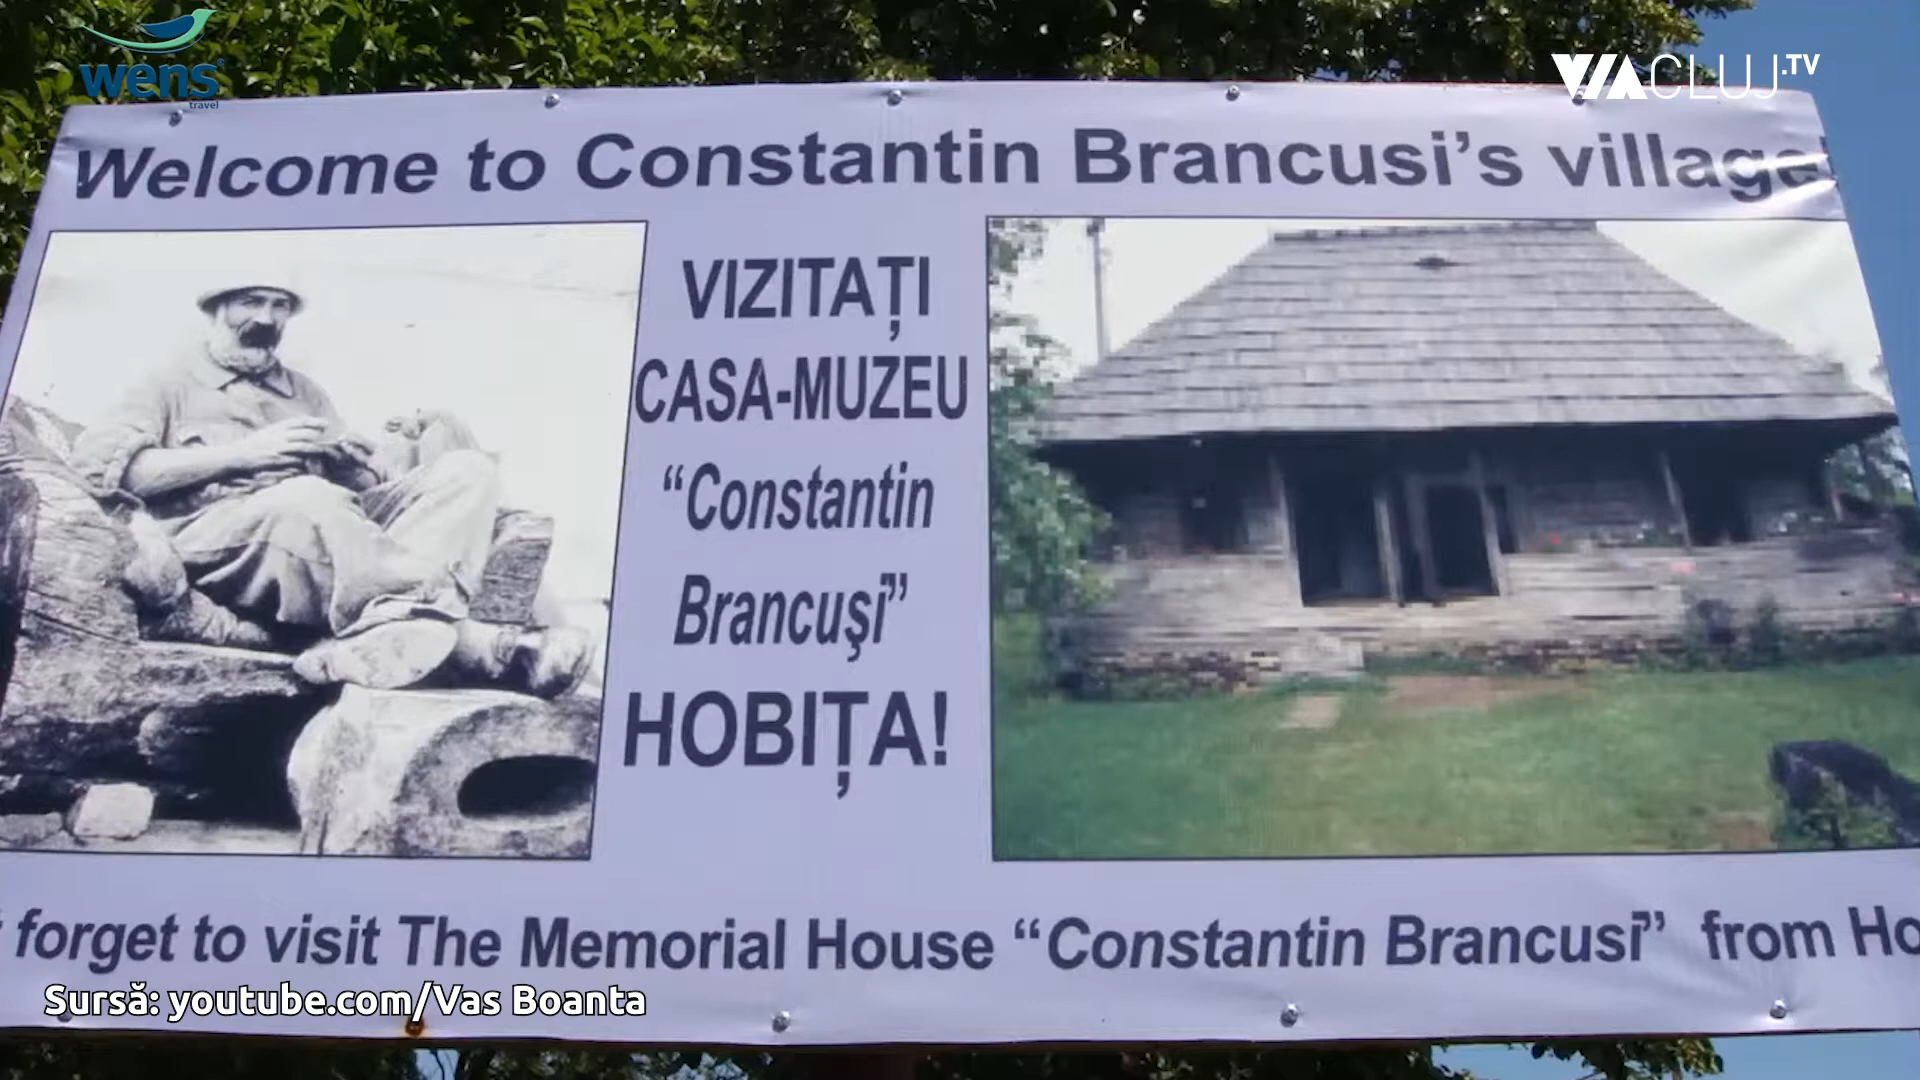 wens
travel
VIACLUJ.TV
Welcome to Constantin Brancusi's village!
VIZITAȚI
CASA-MUZEU
“Constantin
Brancuşi”
HOBIȚA!
forget to visit The Memorial House “Constantin Brancusi” from Ho
Sursă: youtube.com/Vas Boanta